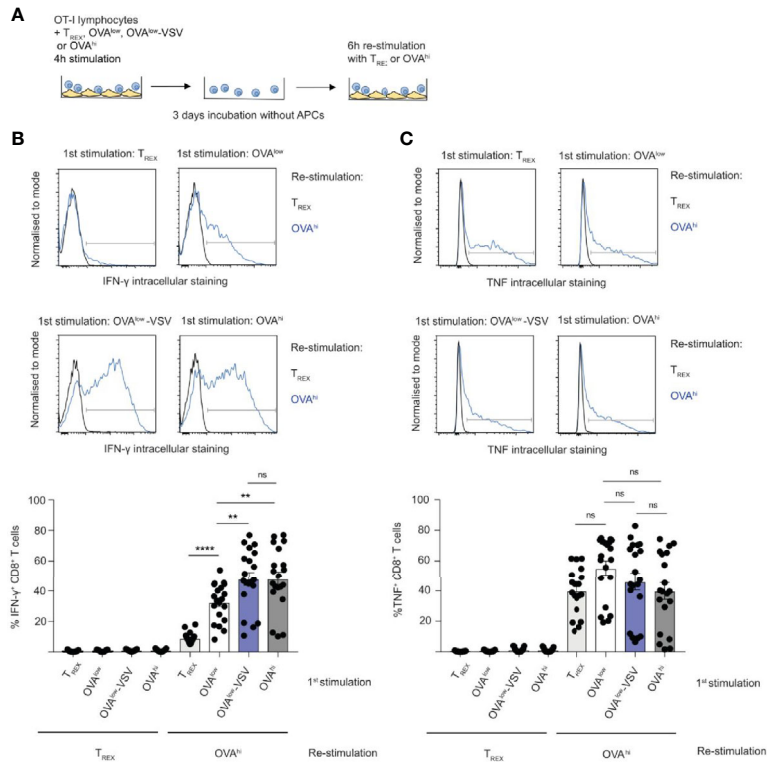 A
OT-I lymphocytes
+ TREX, OVAlow, OVAlow-VSV
or OVAhi
4h stimulation
6h re-stimulation
with TRE: or OVAhi
3 days incubation without APCs
B
1st stimulation: TREX
1st stimulation: OVAlow
Normalised to mode
Re-stimulation:
TREX
OVAhi
IFN-γ intracellular staining
1st stimulation: OVAlow-VSV
1st stimulation: OVAhi
Normalised to mode
Re-stimulation:
TREX
OVAhi
IFN-γ intracellular staining
% IFN-γ+ CD8+ T cells
100
80
60
40
20
****
**
**
ns
TREX
OVAlow
OVAlow-VSV
OVAhi
TREX
OVAlow
OVAlow-VSV
OVAhi
1st stimulation
TREX
OVAhi
Re-stimulation
C
1st stimulation: TREX
1st stimulation: OVAlow
Normalised to mode
Re-stimulation:
TREX
OVAhi
TNF intracellular staining
1st stimulation: OVAlow-VSV
1st stimulation: OVAhi
Normalised to mode
Re-stimulation:
TREX
OVAhi
TNF intracellular staining
%TNF+ CD8+ T cells
100
80
60
40
20
ns
ns
ns
ns
TREX
OVAlow
OVAlow-VSV
OVAhi
TREX
OVAlow
OVAlow-VSV
OVAhi
1st stimulation
TREX
OVAhi
Re-stimulation